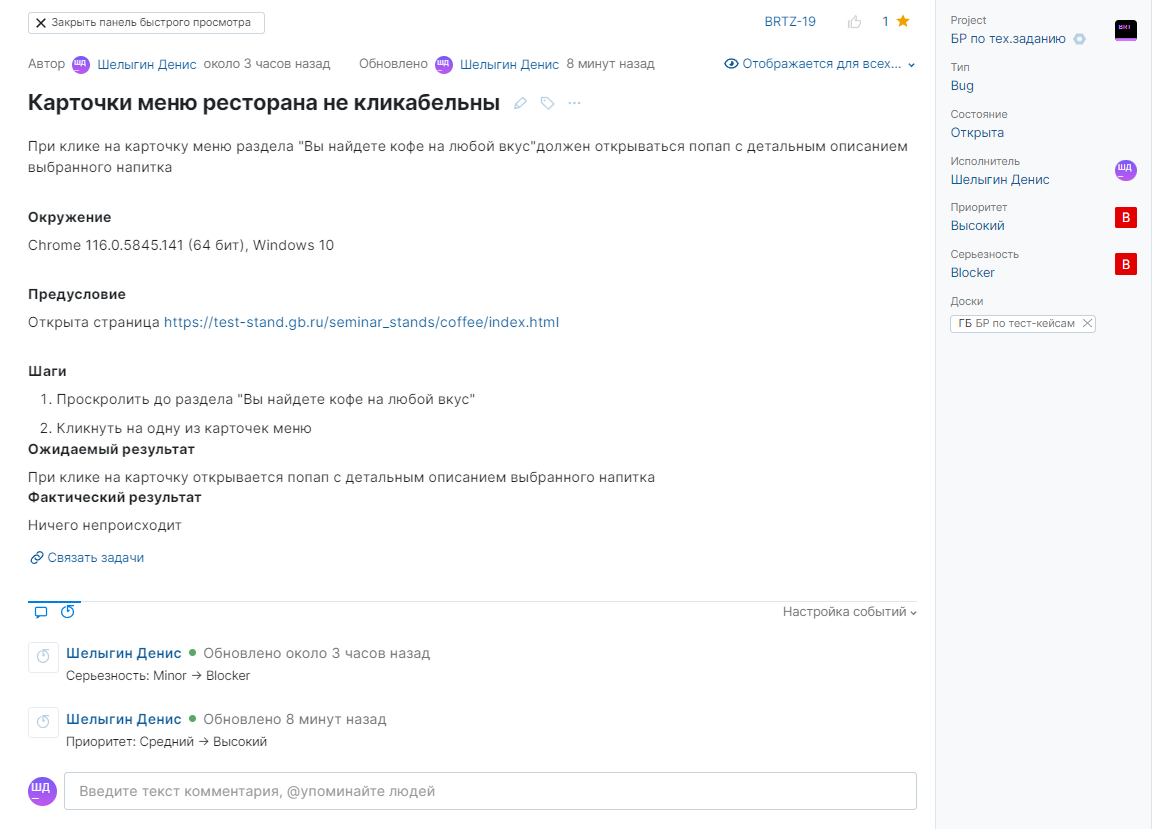 Закрыть панель быстрого просмотра
BRTZ-19
1
Автор ШД Шелыгин Денис около 3 часов назад Обновлено ШД Шелыгин Денис 8 минут назад
Отображается для всех...
Карточки меню ресторана не кликабельны
При клике на карточку меню раздела "Вы найдете кофе на любой вкус"должен открываться попап с детальным описанием
выбранного напитка
Окружение
Chrome 116.0.5845.141 (64 бит), Windows 10
Предусловие
Открыта страница https://test-stand.gb.ru/seminar_stands/coffee/index.html
Шаги
1. Проскролить до раздела "Вы найдете кофе на любой вкус"
2. Кликнуть на одну из карточек меню
Ожидаемый результат
При клике на карточку открывается попап с детальным описанием выбранного напитка
Фактический результат
Ничего непроисходит
Связать задачи
Настройка событий
Шелыгин Денис Обновлено около 3 часов назад
Серьезность: Minor → Blocker
Шелыгин Денис Обновлено 8 минут назад
Приоритет: Средний → Высокий
ШД
Введите текст комментария, @упоминайте людей
Project
БР по тех.заданию
BRT
Тип
Bug
Состояние
Открыта
Исполнитель
Шелыгин Денис
ШД
Приоритет
Высокий
В
Серьезность
Blocker
B
Доски
ГБ БР по тест-кейсам